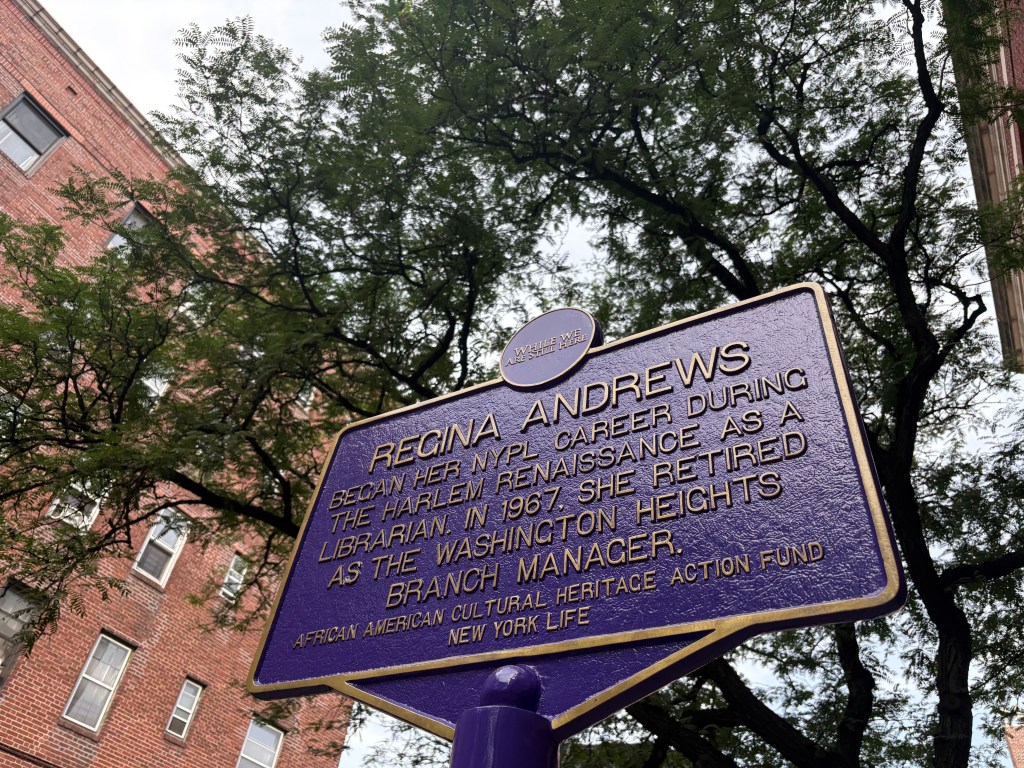 WHILE WE
ARE STILL HERE
REGINA ANDREWS
BEGAN HER NYPL CAREER DURING
THE HARLEM RENAISSANCE AS A
LIBRARIAN. IN 1967, SHE RETIRED
AS THE WASHINGTON HEIGHTS
BRANCH MANAGER.
AFRICAN AMERICAN CULTURAL HERITAGE ACTION FUND
NEW YORK LIFE